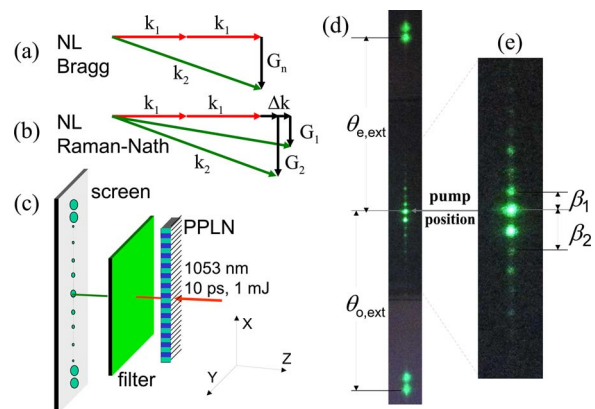 (a) NL Bragg
k₁ k₁
Gₙ
k₂
(b) NL Raman-Nath
k₁ k₁ Δk
G₁
k₂
G₂
(c)
screen
PPLN
1053 nm
10 ps, 1 mJ
filter
X
Y
Z
(d)
θe,ext
pump
position
θo,ext
(e)
β₁
β₂